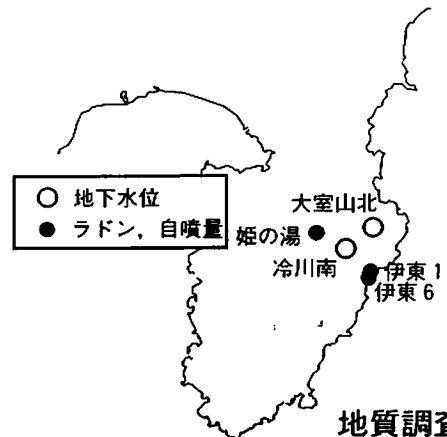 地下水位
ラドン，自噴量
大室山北
姫の湯
冷川南
伊東1
伊東6
地質調査